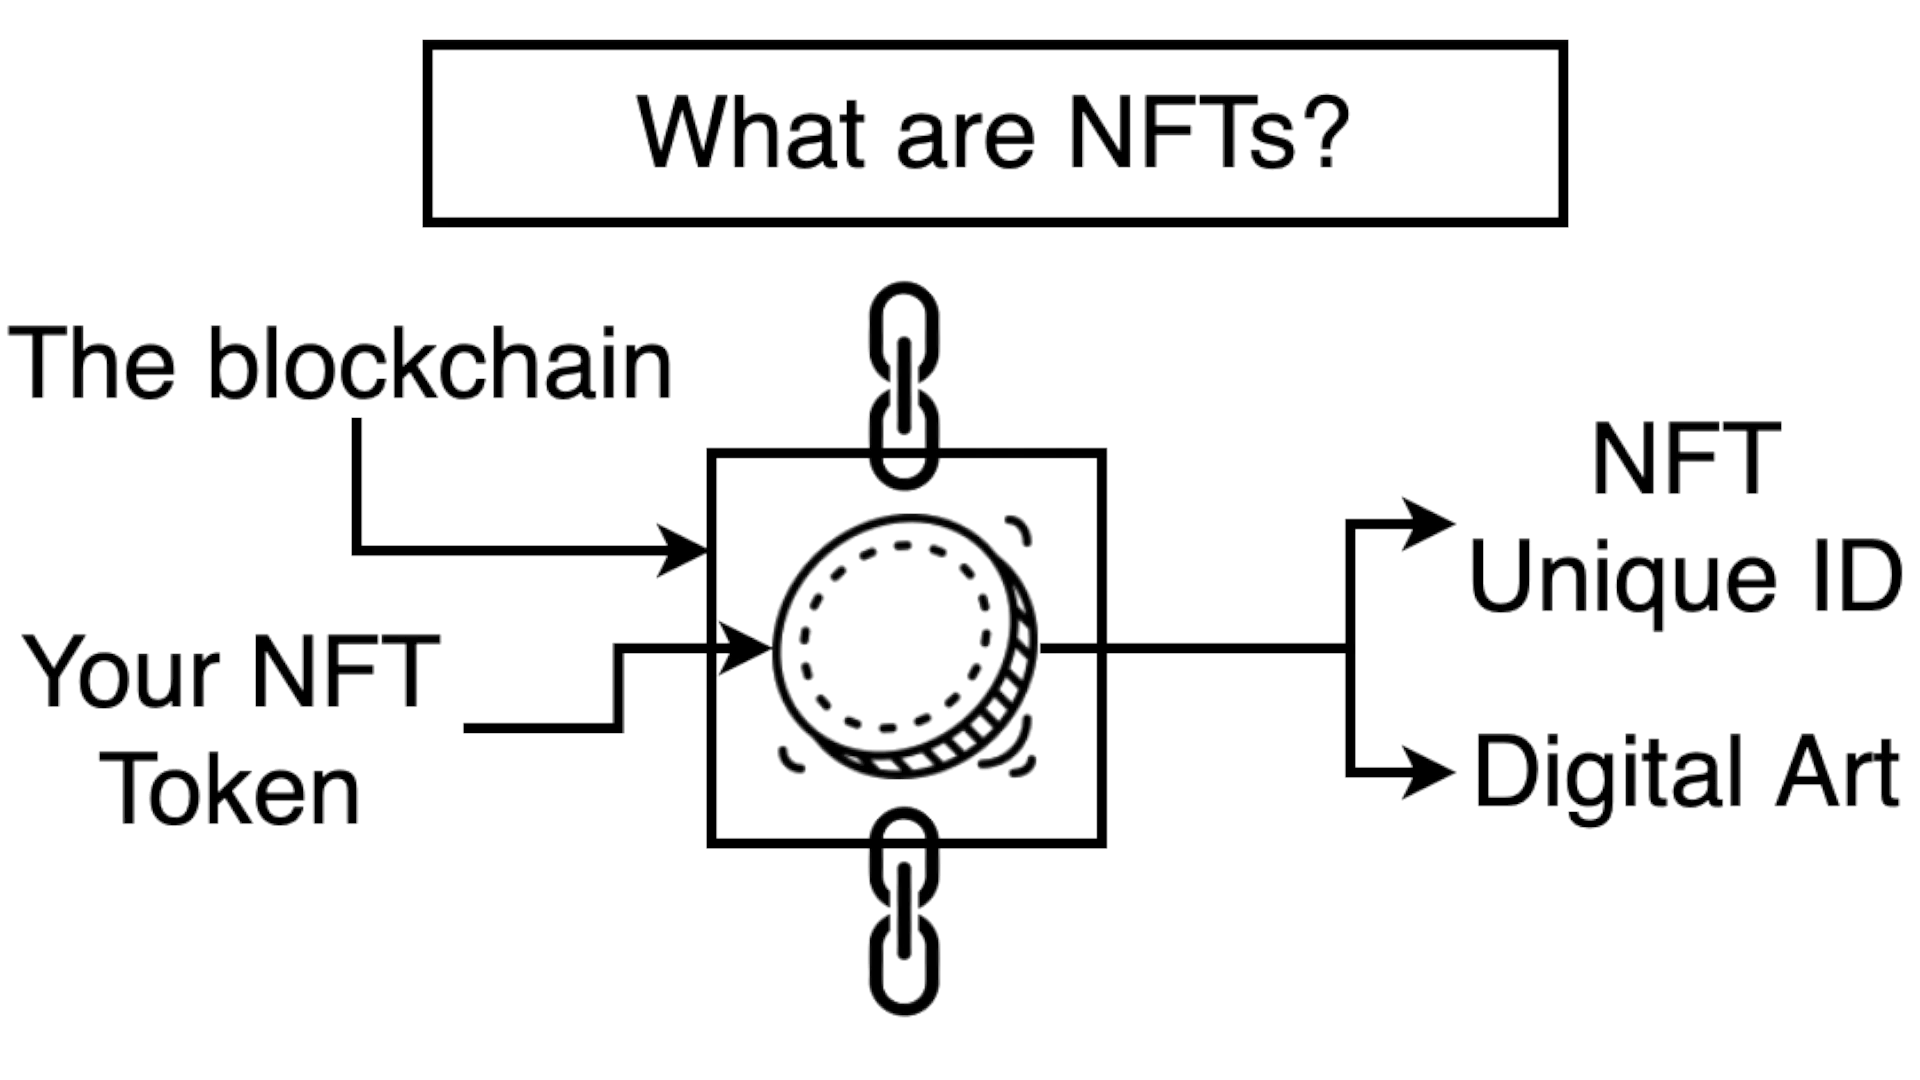 What are NFTs?
The blockchain
Your NFT
Token
NFT
Unique ID
Digital Art